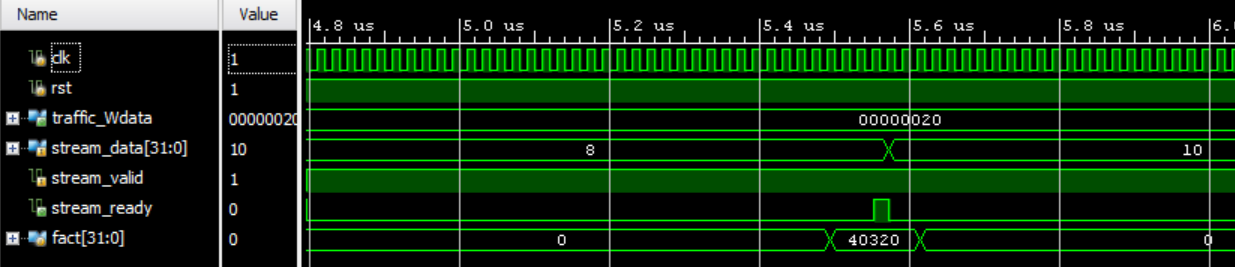 Name Value
4.8 us 5.0 us 5.2 us 5.4 us 5.6 us 5.8 us 6.
clk 1
rst 1
traffic_Wdata 00000020 00000020
stream_data[31:0] 10 8 10
stream_valid 1
stream_ready 0
fact[31:0] 0 0 40320 0